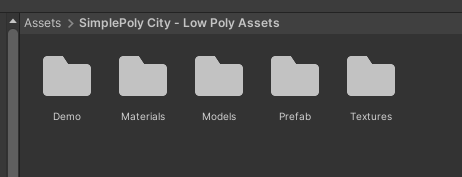 Assets > SimplePoly City - Low Poly Assets
Demo Materials Models Prefab Textures